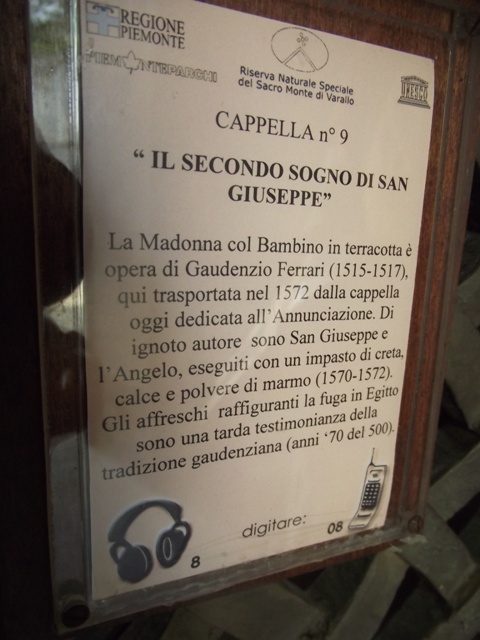 REGIONE
PIEMONTE
PIEMONTEPARCHI
Riserva Naturale Speciale
del Sacro Monte di Varallo
UNESCO
CAPPELLA n° 9
“ IL SECONDO SOGNO DI SAN
GIUSEPPE”
La Madonna col Bambino in terracotta è
opera di Gaudenzio Ferrari (1515-1517),
qui trasportata nel 1572 dalla cappella
oggi dedicata all’Annunciazione. Di
ignoto autore sono San Giuseppe e
l’Angelo, eseguiti con un impasto di creta,
calce e polvere di marmo (1570-1572).
Gli affreschi raffiguranti la fuga in Egitto
sono una tarda testimonianza della
tradizione gaudenziana (anni ‘70 del 500).
digitare:
8
08